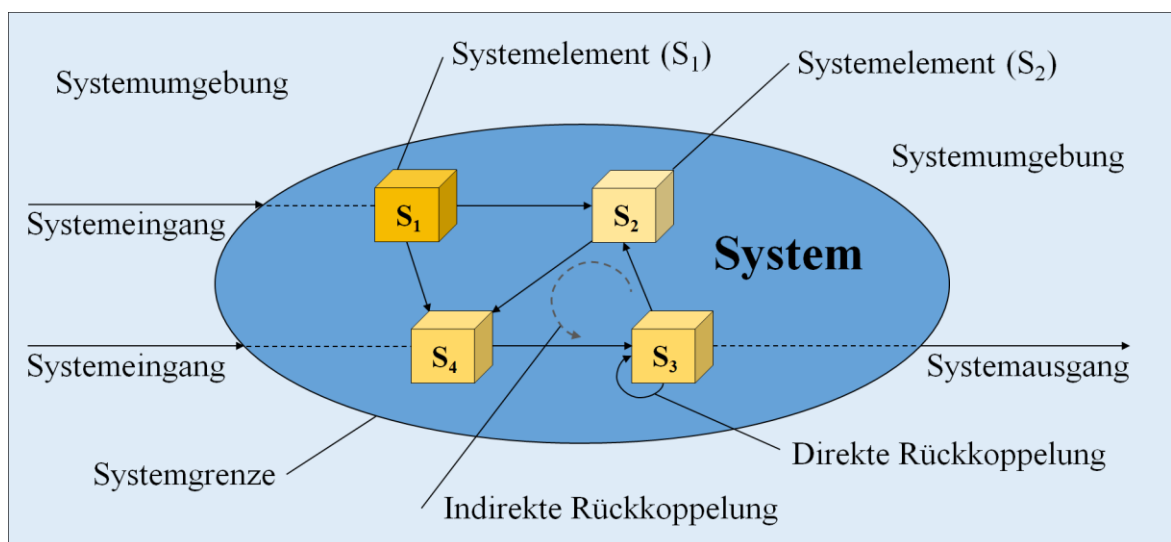 Systemelement (S₁)
Systemelement (S₂)
Systemumgebung
Systemumgebung
Systemeingang
S₁
S₂
System
Systemeingang
S₄
S₃
Systemausgang
Direkte Rückkoppelung
Systemgrenze
Indirekte Rückkoppelung